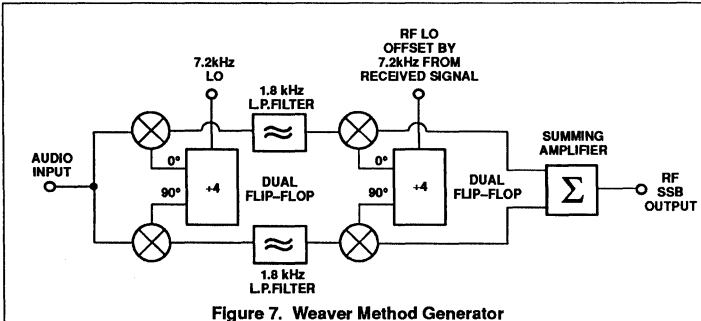 7.2kHz
LO
RF LO
OFFSET BY
7.2kHz FROM
RECEIVED SIGNAL
1.8 kHz
L.P.FILTER
SUMMING
AMPLIFIER
AUDIO
INPUT
0°
90°
÷4
DUAL
FLIP–FLOP
0°
90°
÷4
DUAL
FLIP–FLOP
Σ
RF
SSB
OUTPUT
1.8 kHz
L.P.FILTER
Figure 7. Weaver Method Generator